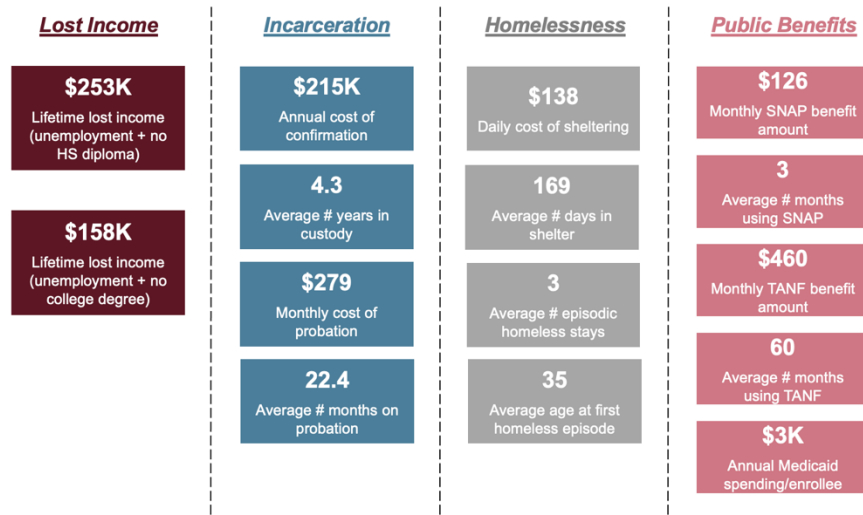 Lost Income
$253K
Lifetime lost income
(unemployment + no
HS diploma)
$158K
Lifetime lost income
(unemployment + no
college degree)
Incarceration
$215K
Annual cost of
confirmation
4.3
Average # years in
custody
$279
Monthly cost of
probation
22.4
Average # months on
probation
Homelessness
$138
Daily cost of sheltering
169
Average # days in
shelter
3
Average # episodic
homeless stays
35
Average age at first
homeless episode
Public Benefits
$126
Monthly SNAP benefit
amount
3
Average # months
using SNAP
$460
Monthly TANF benefit
amount
60
Average # months
using TANF
$3K
Annual Medicaid
spending/enrollee